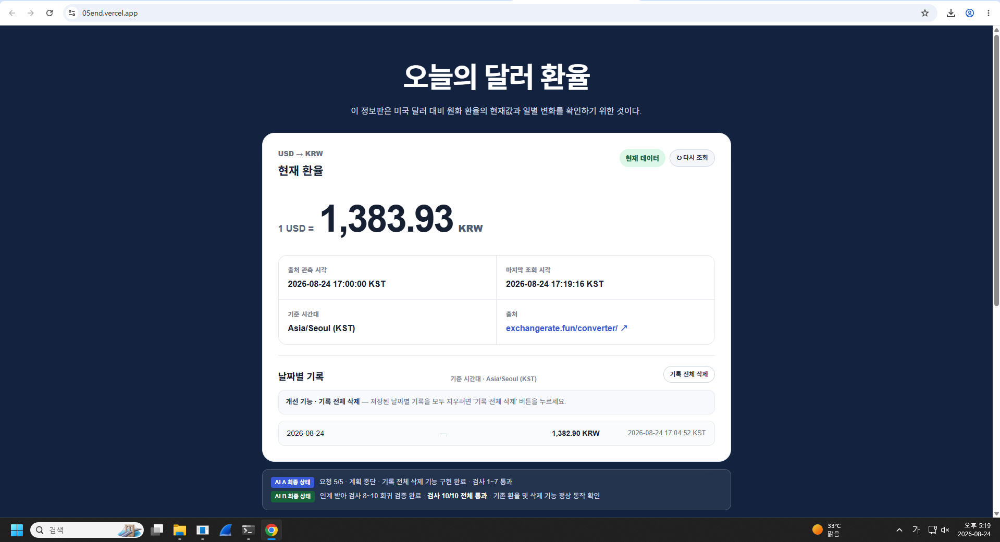 05end.vercel.app
오늘의 달러 환율
이 정보판은 미국 달러 대비 원화 환율의 현재값과 일별 변화를 확인하기 위한 것이다.
USD → KRW
현재 환율
현재 데이터
↻ 다시 조회
1 USD = 1,383.93 KRW
출처 관측 시각
2026-08-24 17:00:00 KST
마지막 조회 시각
2026-08-24 17:19:16 KST
기준 시간대
Asia/Seoul (KST)
출처
exchangerate.fun/converter/ ↗
날짜별 기록
기준 시간대 · Asia/Seoul (KST)
기록 전체 삭제
개선 기능 · 기록 전체 삭제 — 저장된 날짜별 기록을 모두 지우려면 '기록 전체 삭제' 버튼을 누르세요.
2026-08-24 — 1,382.90 KRW 2026-08-24 17:04:52 KST
AI A 최종 상태 요청 5/5 · 계획 중단 · 기록 전체 삭제 기능 구현 완료 · 검사 1~7 통과
AI B 최종 상태 인계 받아 검사 8~10 회귀 검증 완료 · 검사 10/10 전체 통과 · 기존 환율 및 삭제 기능 정상 동작 확인
검색
33°C
맑음
가
오후 5:19
2026-08-24